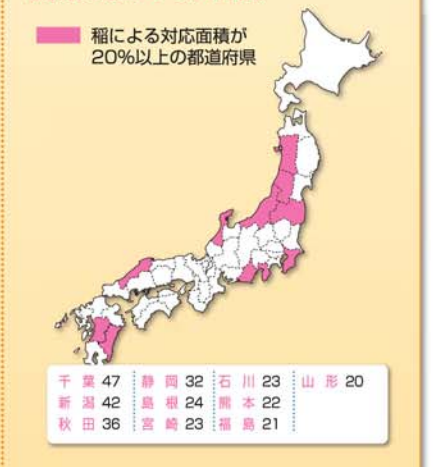 稲による対応面積が
20%以上の都道府県
千葉 47 静岡 32 石川 23 山形 20
新潟 42 島根 24 熊本 22
秋田 36 宮崎 23 福島 21